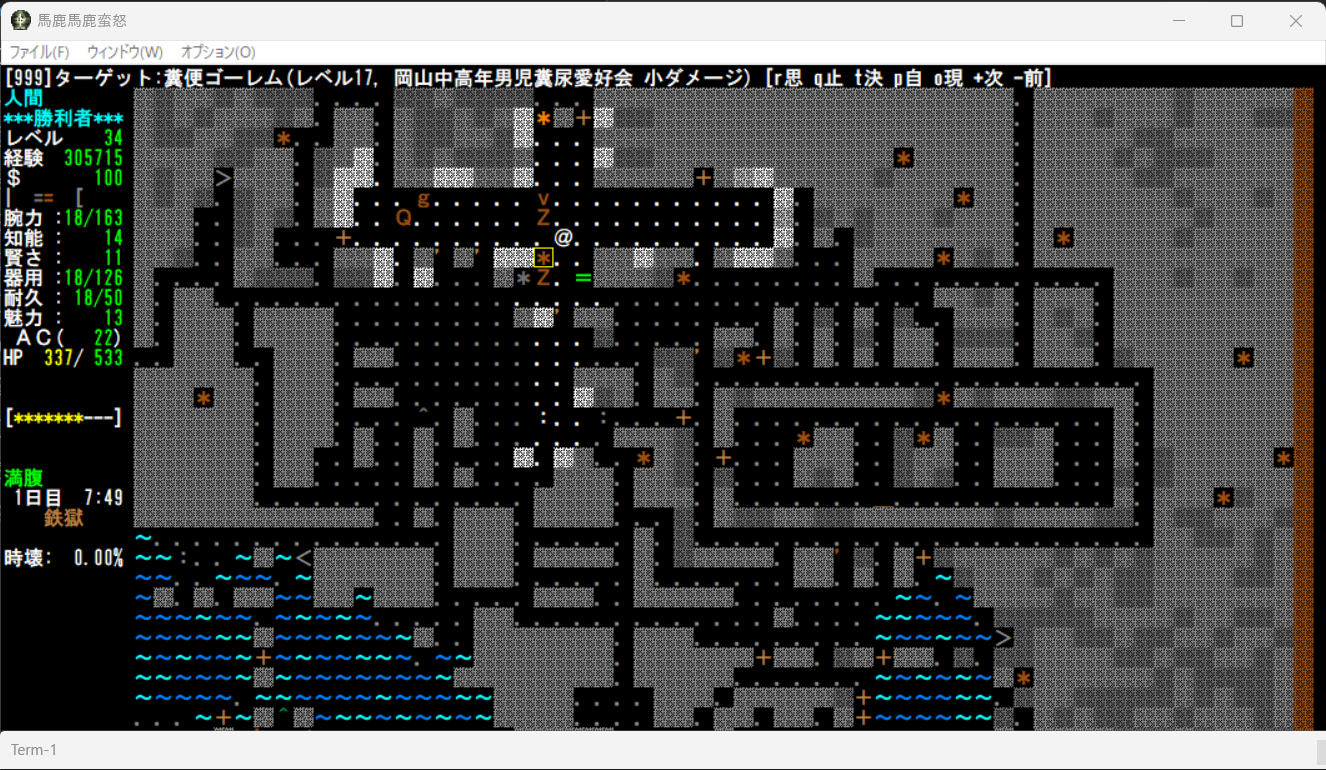 馬鹿馬鹿蛮怒
ファイル(F) ウィンドウ(W) オプション(O)
[999]ターゲット:糞便ゴーレム(レベル17, 岡山中高年男児糞尿愛好会 小ダメージ) [r思 q止 t決 p自 o現 +次 -前]
人間
***勝利者***
レベル 34
経験 305715
$ 100
| == [
腕力 :18/163
知能 : 14
賢さ : 11
器用 :18/126
耐久 : 18/50
魅力 : 13
AC( 22)
HP 337/ 533
[*******---]
満腹
1日目 7:49
鉄獄
時壊: 0.00%
Term-1